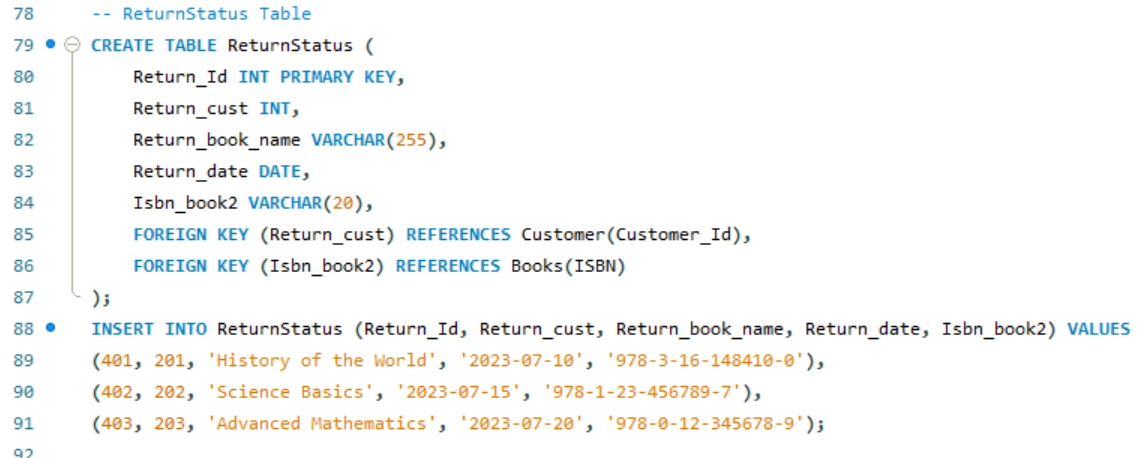 78 -- ReturnStatus Table
79 CREATE TABLE ReturnStatus (
80 Return_Id INT PRIMARY KEY,
81 Return_cust INT,
82 Return_book_name VARCHAR(255),
83 Return_date DATE,
84 Isbn_book2 VARCHAR(20),
85 FOREIGN KEY (Return_cust) REFERENCES Customer(Customer_Id),
86 FOREIGN KEY (Isbn_book2) REFERENCES Books(ISBN)
87 );
88 INSERT INTO ReturnStatus (Return_Id, Return_cust, Return_book_name, Return_date, Isbn_book2) VALUES
89 (401, 201, 'History of the World', '2023-07-10', '978-3-16-148410-0'),
90 (402, 202, 'Science Basics', '2023-07-15', '978-1-23-456789-7'),
91 (403, 203, 'Advanced Mathematics', '2023-07-20', '978-0-12-345678-9');
92